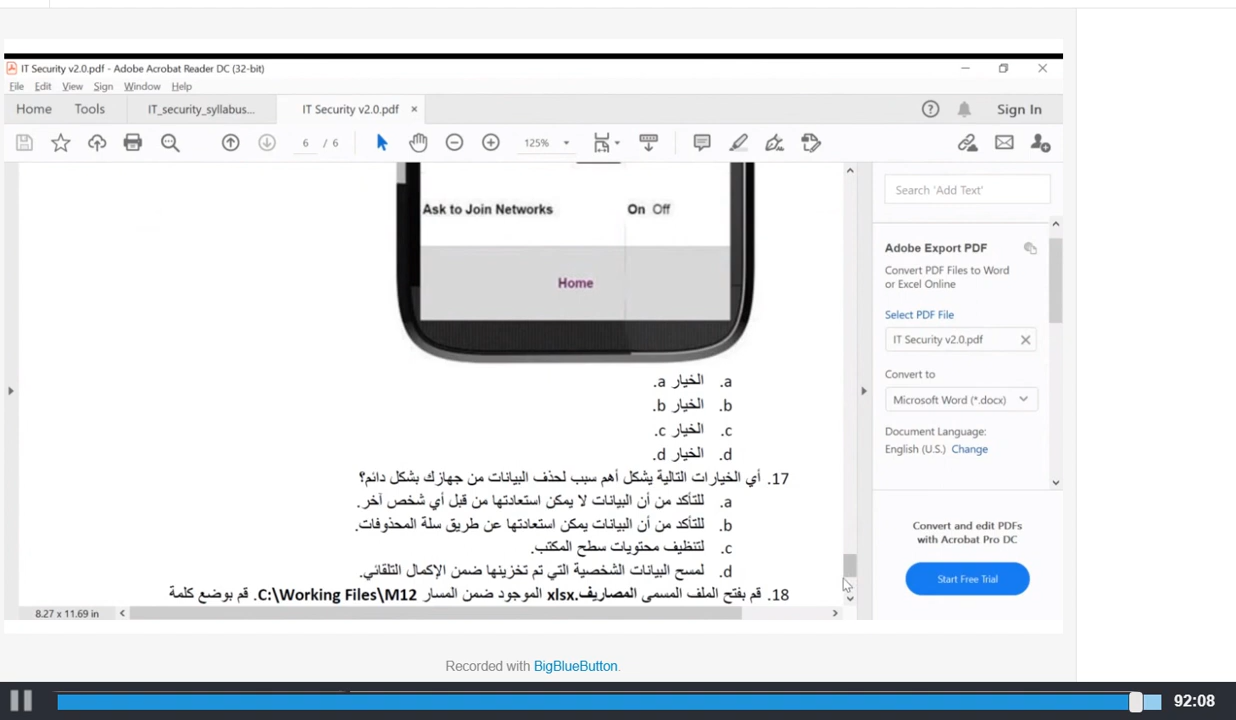 IT Security v2.0.pdf - Adobe Acrobat Reader DC (32-bit)
File Edit View Sign Window Help
Home Tools IT_security_syllabus... IT Security v2.0.pdf × Sign In
6 / 6 125%
Search 'Add Text'
Ask to Join Networks On Off
Home
Adobe Export PDF
Convert PDF Files to Word
or Excel Online
Select PDF File
IT Security v2.0.pdf
Convert to
Microsoft Word (*.docx)
Document Language:
English (U.S.) Change
Convert and edit PDFs
with Acrobat Pro DC
Start Free Trial
a. الخيار a.
b. الخيار b.
c. الخيار c.
d. الخيار d.
17. أي الخيارات التالية يشكل أهم سبب لحذف البيانات من جهازك بشكل دائم؟
a. للتأكد من أن البيانات لا يمكن استعادتها من قبل أي شخص آخر.
b. للتأكد من أن البيانات يمكن استعادتها عن طريق سلة المحذوفات.
c. لتنظيف محتويات سطح المكتب.
d. لمسح البيانات الشخصية التي تم تخزينها ضمن الإكمال التلقائي.
18. قم بفتح الملف المسمى المصاريف.xlsx الموجود ضمن المسار C:\Working Files\M12. قم بوضع كلمة
8.27 x 11.69 in
Recorded with BigBlueButton.
92:08